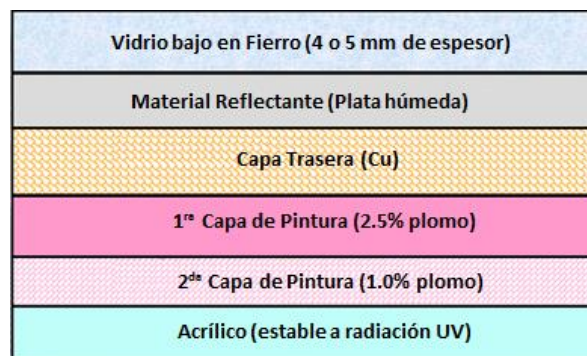 Vidrio bajo en Fierro (4 o 5 mm de espesor)
Material Reflectante (Plata húmeda)
Capa Trasera (Cu)
1ra Capa de Pintura (2.5% plomo)
2da Capa de Pintura (1.0% plomo)
Acrílico (estable a radiación UV)